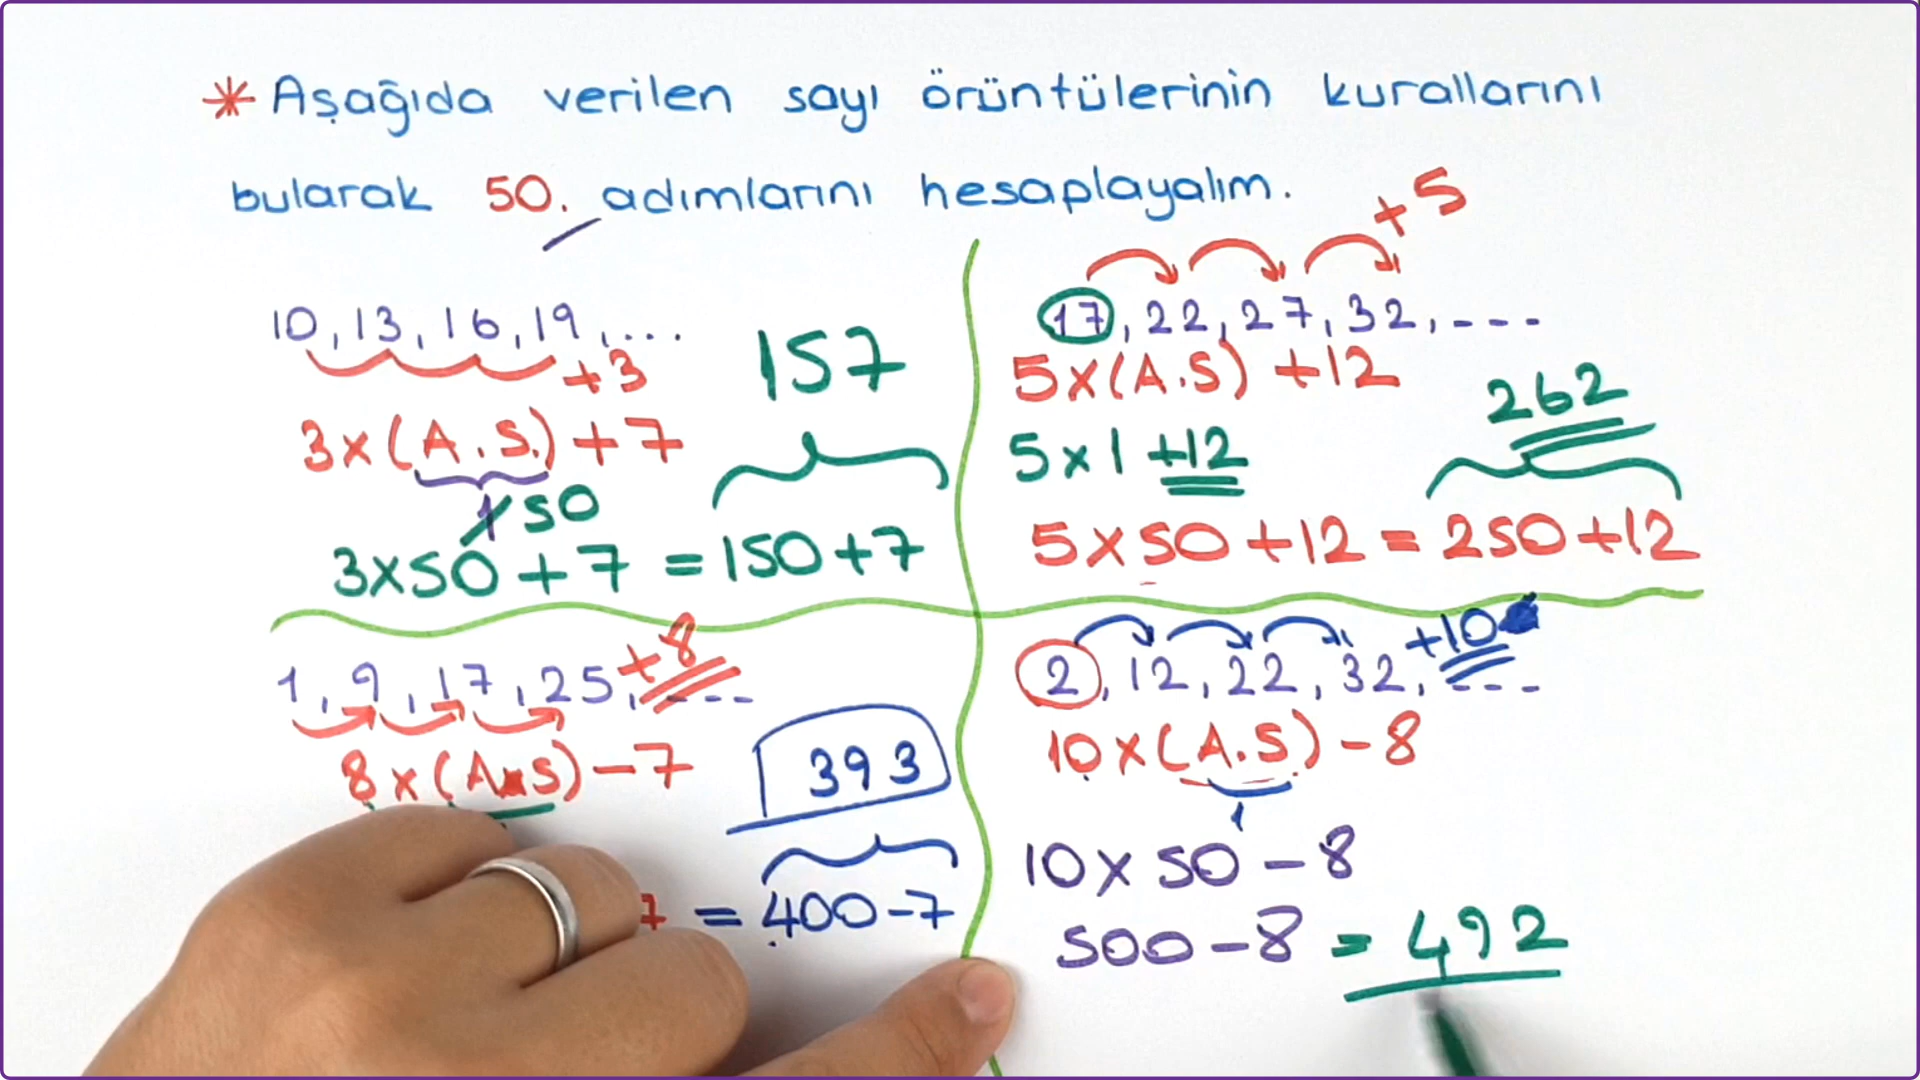 * Aşağıda verilen sayı örüntülerinin kurallarını
bularak 50. adımlarını hesaplayalım.
10, 13, 16, 19, ...
+3
157
3x(A.S.)+7
1 50
3x50+7 = 150+7
+5
17, 22, 27, 32, ---
5x(A.S)+12
262
5x1+12
5x50+12 = 250+12
+8
1, 9, 17, 25, ---
8x(AxS)-7
393
7 = 400-7
+10
2, 12, 22, 32, ---
10x(A.S)-8
1
10x50-8
500-8 = 492